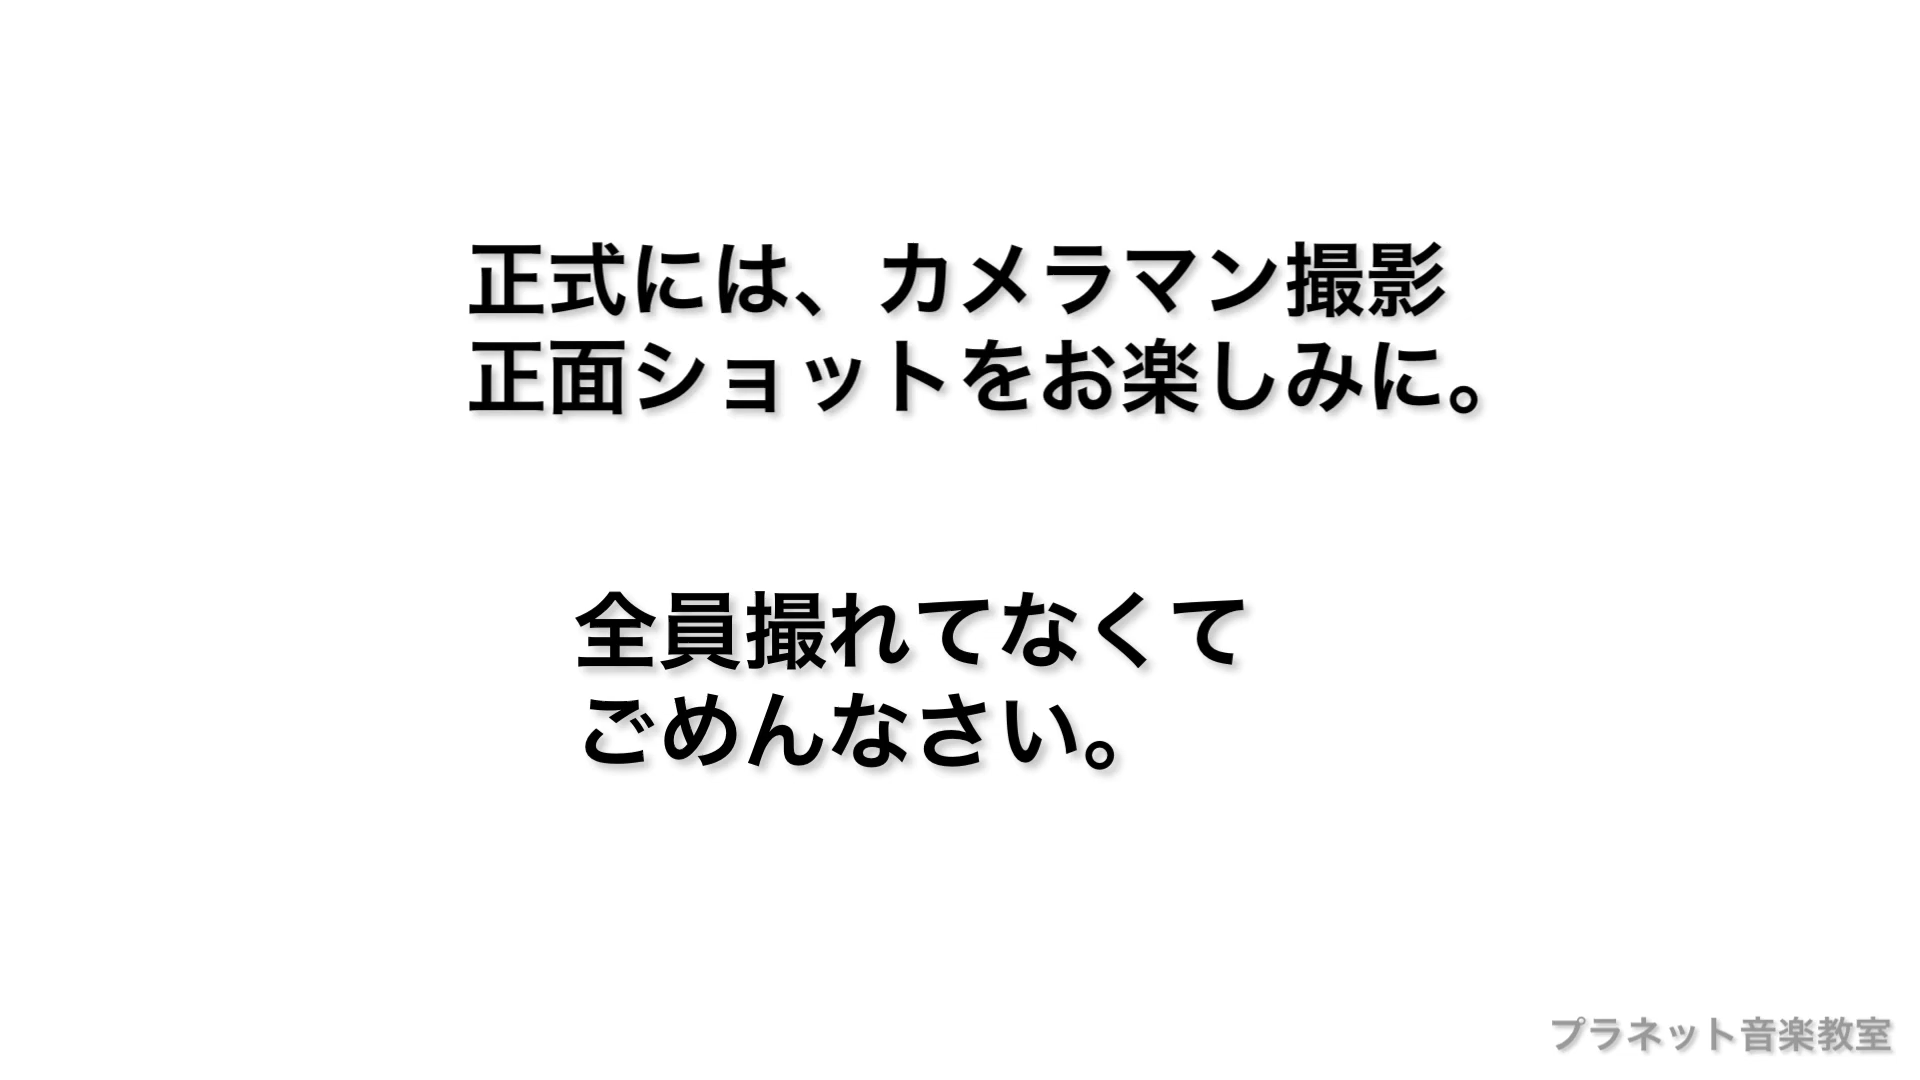 正式には、カメラマン撮影
正面ショットをお楽しみに。
全員撮れてなくて
ごめんなさい。
プラネット音楽教室